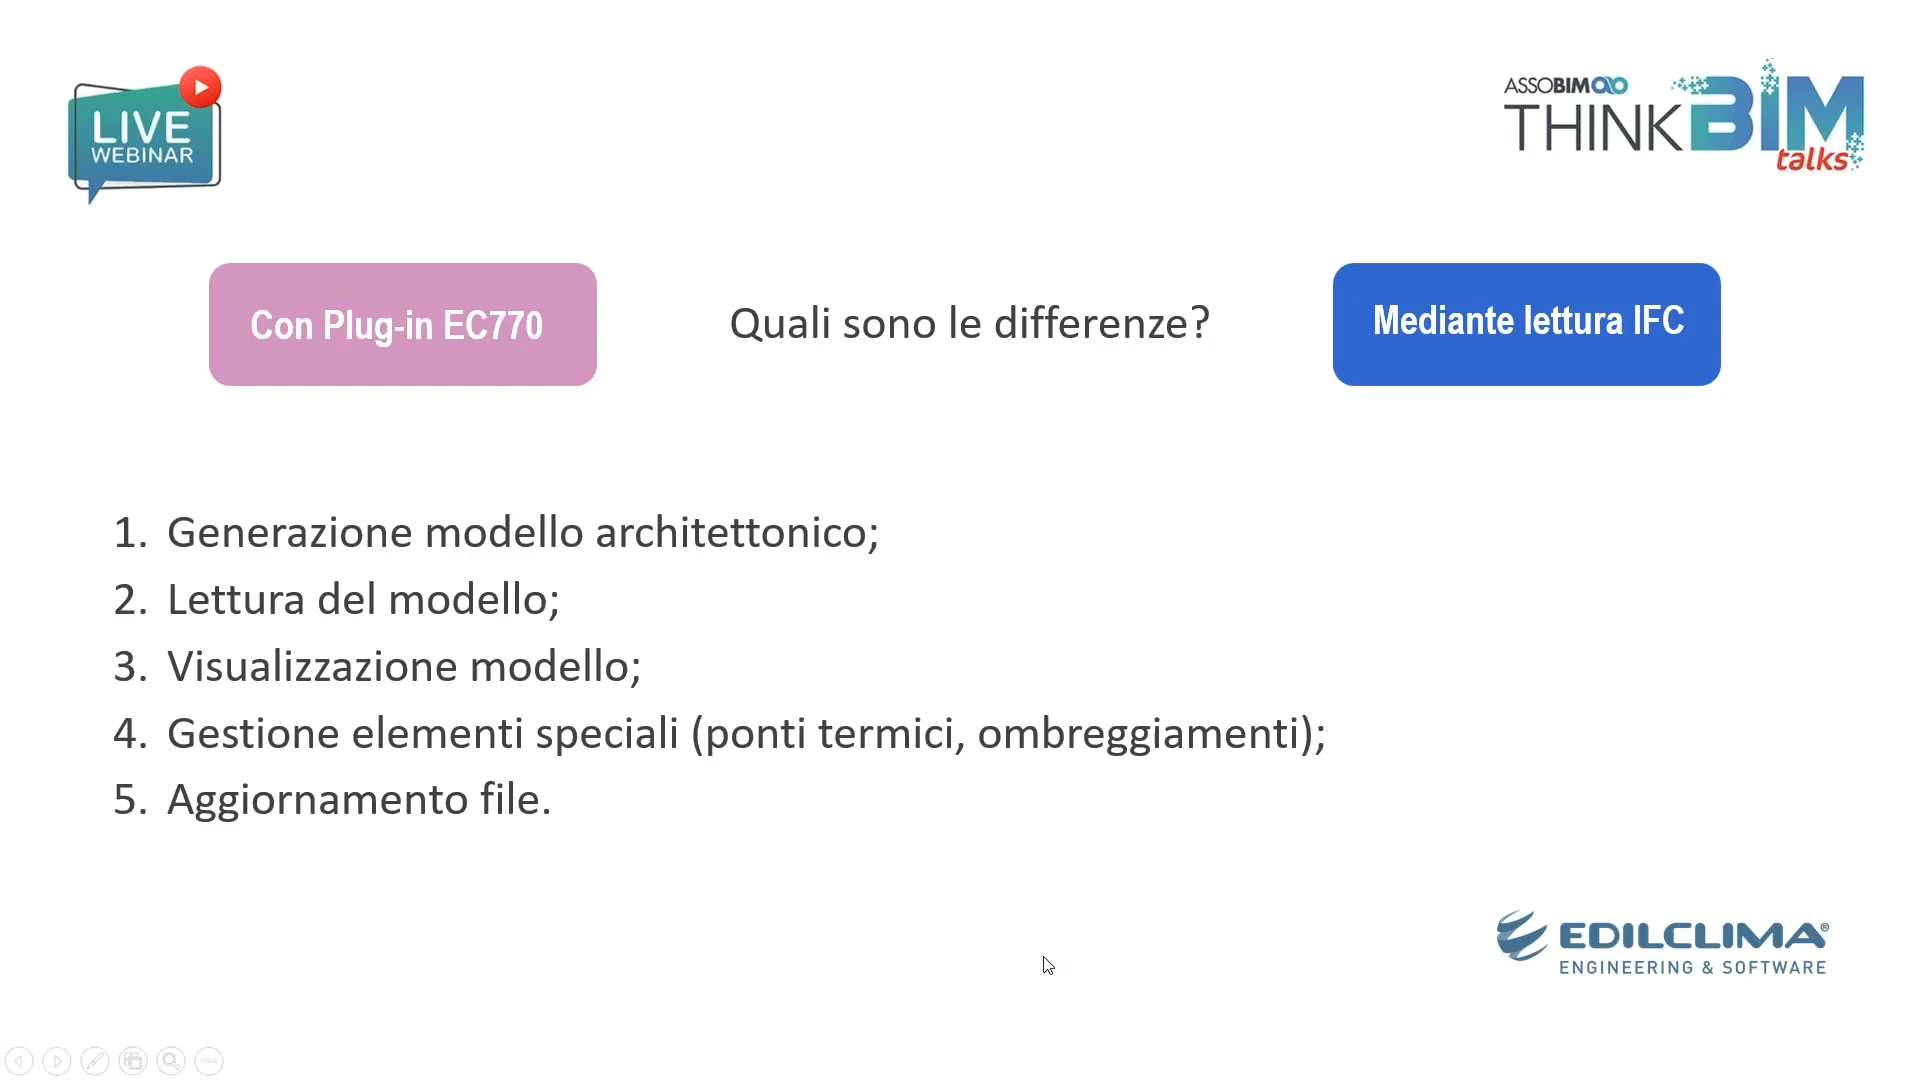 LIVE
WEBINAR
ASSOBIM
THINKBIM
talks
Con Plug-in EC770
Quali sono le differenze?
Mediante lettura IFC
1. Generazione modello architettonico;
2. Lettura del modello;
3. Visualizzazione modello;
4. Gestione elementi speciali (ponti termici, ombreggiamenti);
5. Aggiornamento file.
EDILCLIMA®
ENGINEERING & SOFTWARE